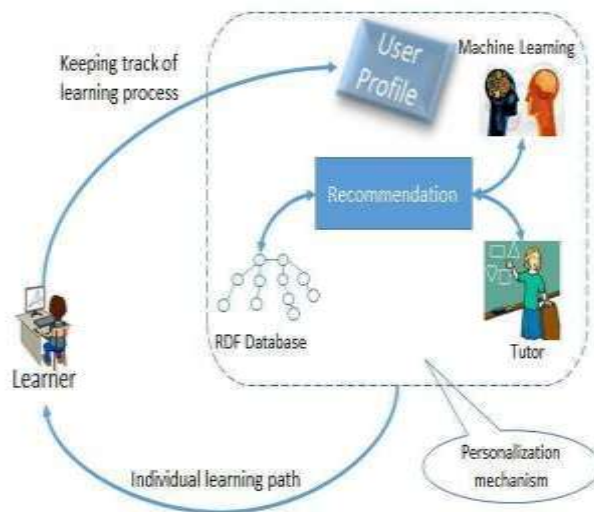 Keeping track of
learning process
User
Profile
Machine Learning
Recommendation
RDF Database
Tutor
Learner
Individual learning path
Personalization
mechanism